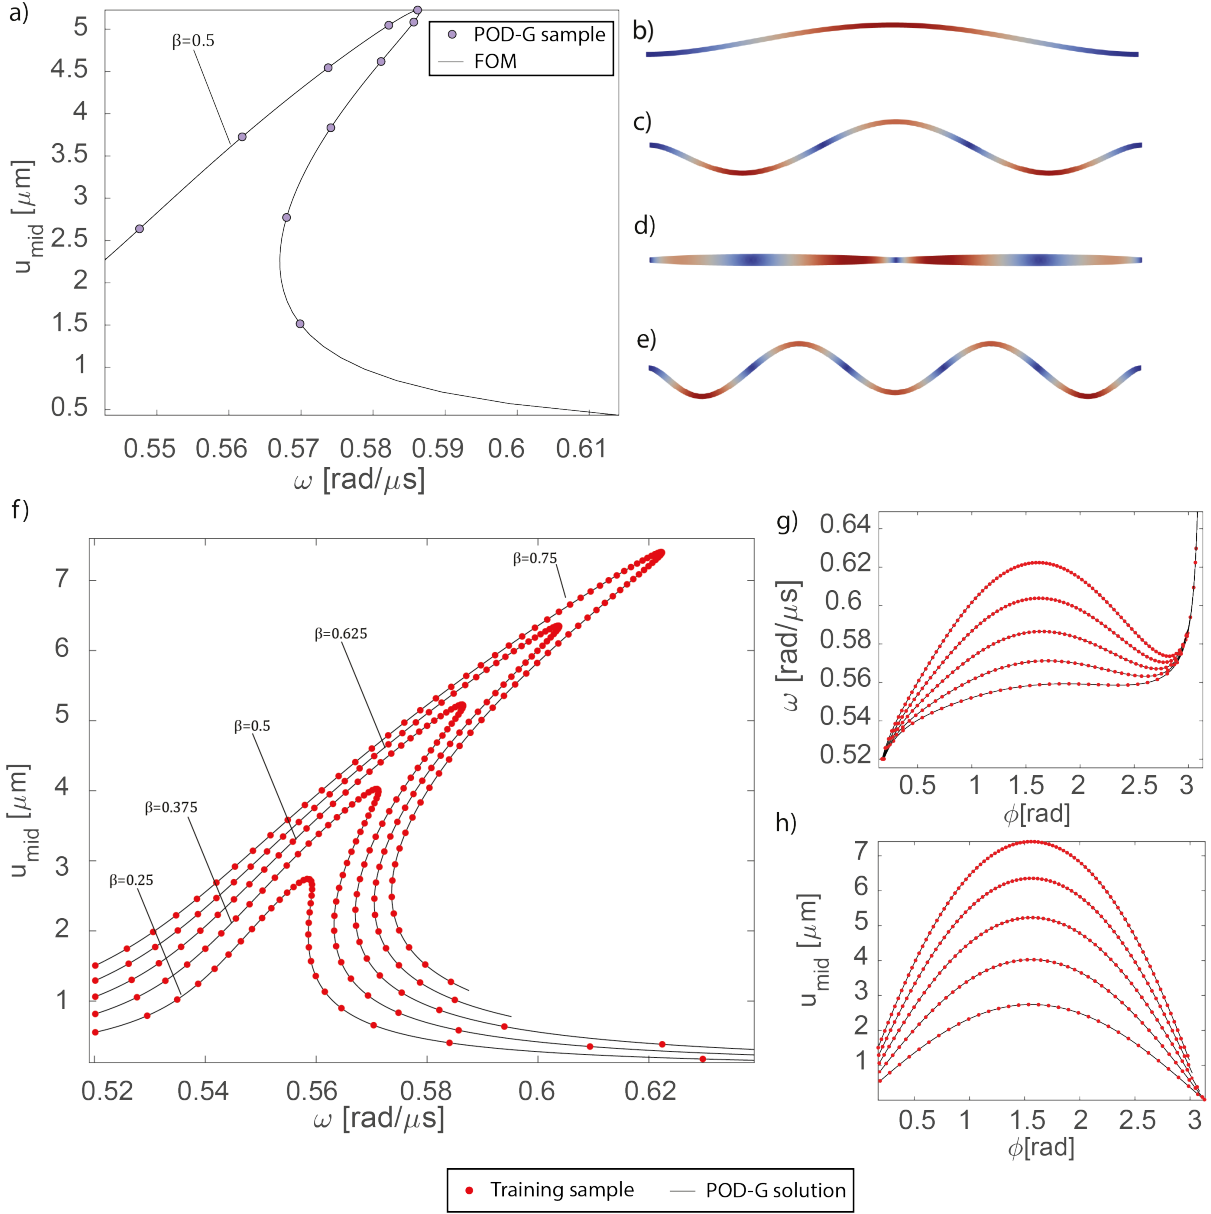 a)
5
4.5
4
3.5
3
2.5
2
1.5
1
0.5
u_mid [μm]
β=0.5
POD-G sample
FOM
0.55 0.56 0.57 0.58 0.59 0.6 0.61
ω [rad/μs]
b)
c)
d)
e)
f)
7
6
5
4
3
2
1
u_mid [μm]
β=0.75
β=0.625
β=0.5
β=0.375
β=0.25
0.52 0.54 0.56 0.58 0.6 0.62
ω [rad/μs]
g)
0.64
0.62
0.6
0.58
0.56
0.54
0.52
ω [rad/μs]
0.5 1 1.5 2 2.5 3
ϕ[rad]
h)
7
6
5
4
3
2
1
u_mid [μm]
0.5 1 1.5 2 2.5 3
ϕ[rad]
Training sample POD-G solution